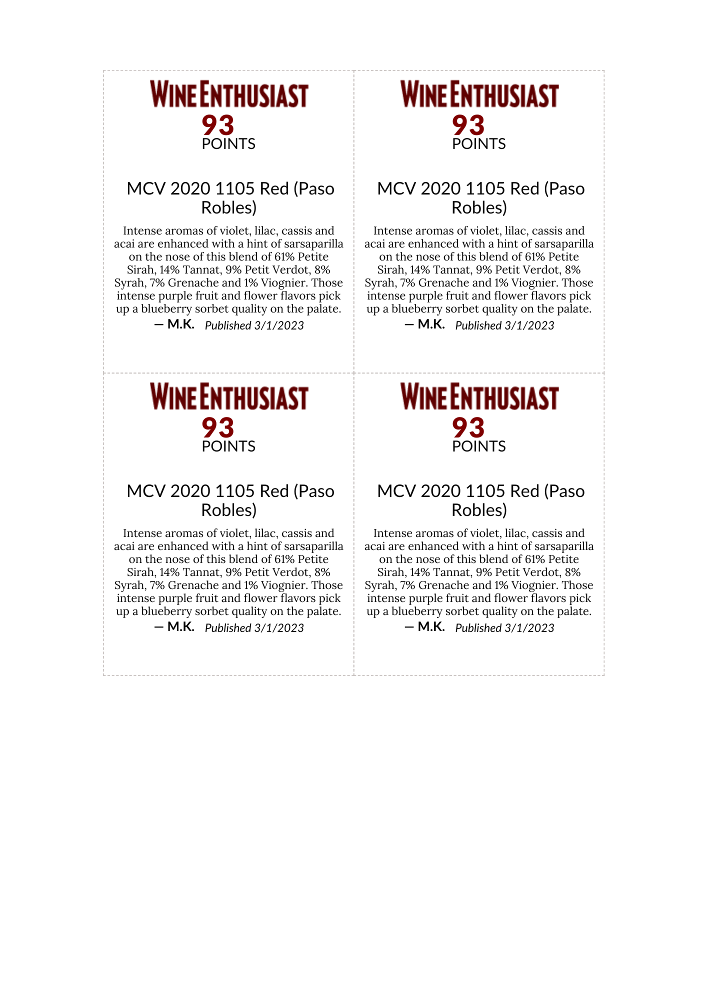 WINE ENTHUSIAST
93
POINTS
MCV 2020 1105 Red (Paso
Robles)
Intense aromas of violet, lilac, cassis and
acai are enhanced with a hint of sarsaparilla
on the nose of this blend of 61% Petite
Sirah, 14% Tannat, 9% Petit Verdot, 8%
Syrah, 7% Grenache and 1% Viognier. Those
intense purple fruit and flower flavors pick
up a blueberry sorbet quality on the palate.
— M.K. Published 3/1/2023
WINE ENTHUSIAST
93
POINTS
MCV 2020 1105 Red (Paso
Robles)
Intense aromas of violet, lilac, cassis and
acai are enhanced with a hint of sarsaparilla
on the nose of this blend of 61% Petite
Sirah, 14% Tannat, 9% Petit Verdot, 8%
Syrah, 7% Grenache and 1% Viognier. Those
intense purple fruit and flower flavors pick
up a blueberry sorbet quality on the palate.
— M.K. Published 3/1/2023
WINE ENTHUSIAST
93
POINTS
MCV 2020 1105 Red (Paso
Robles)
Intense aromas of violet, lilac, cassis and
acai are enhanced with a hint of sarsaparilla
on the nose of this blend of 61% Petite
Sirah, 14% Tannat, 9% Petit Verdot, 8%
Syrah, 7% Grenache and 1% Viognier. Those
intense purple fruit and flower flavors pick
up a blueberry sorbet quality on the palate.
— M.K. Published 3/1/2023
WINE ENTHUSIAST
93
POINTS
MCV 2020 1105 Red (Paso
Robles)
Intense aromas of violet, lilac, cassis and
acai are enhanced with a hint of sarsaparilla
on the nose of this blend of 61% Petite
Sirah, 14% Tannat, 9% Petit Verdot, 8%
Syrah, 7% Grenache and 1% Viognier. Those
intense purple fruit and flower flavors pick
up a blueberry sorbet quality on the palate.
— M.K. Published 3/1/2023